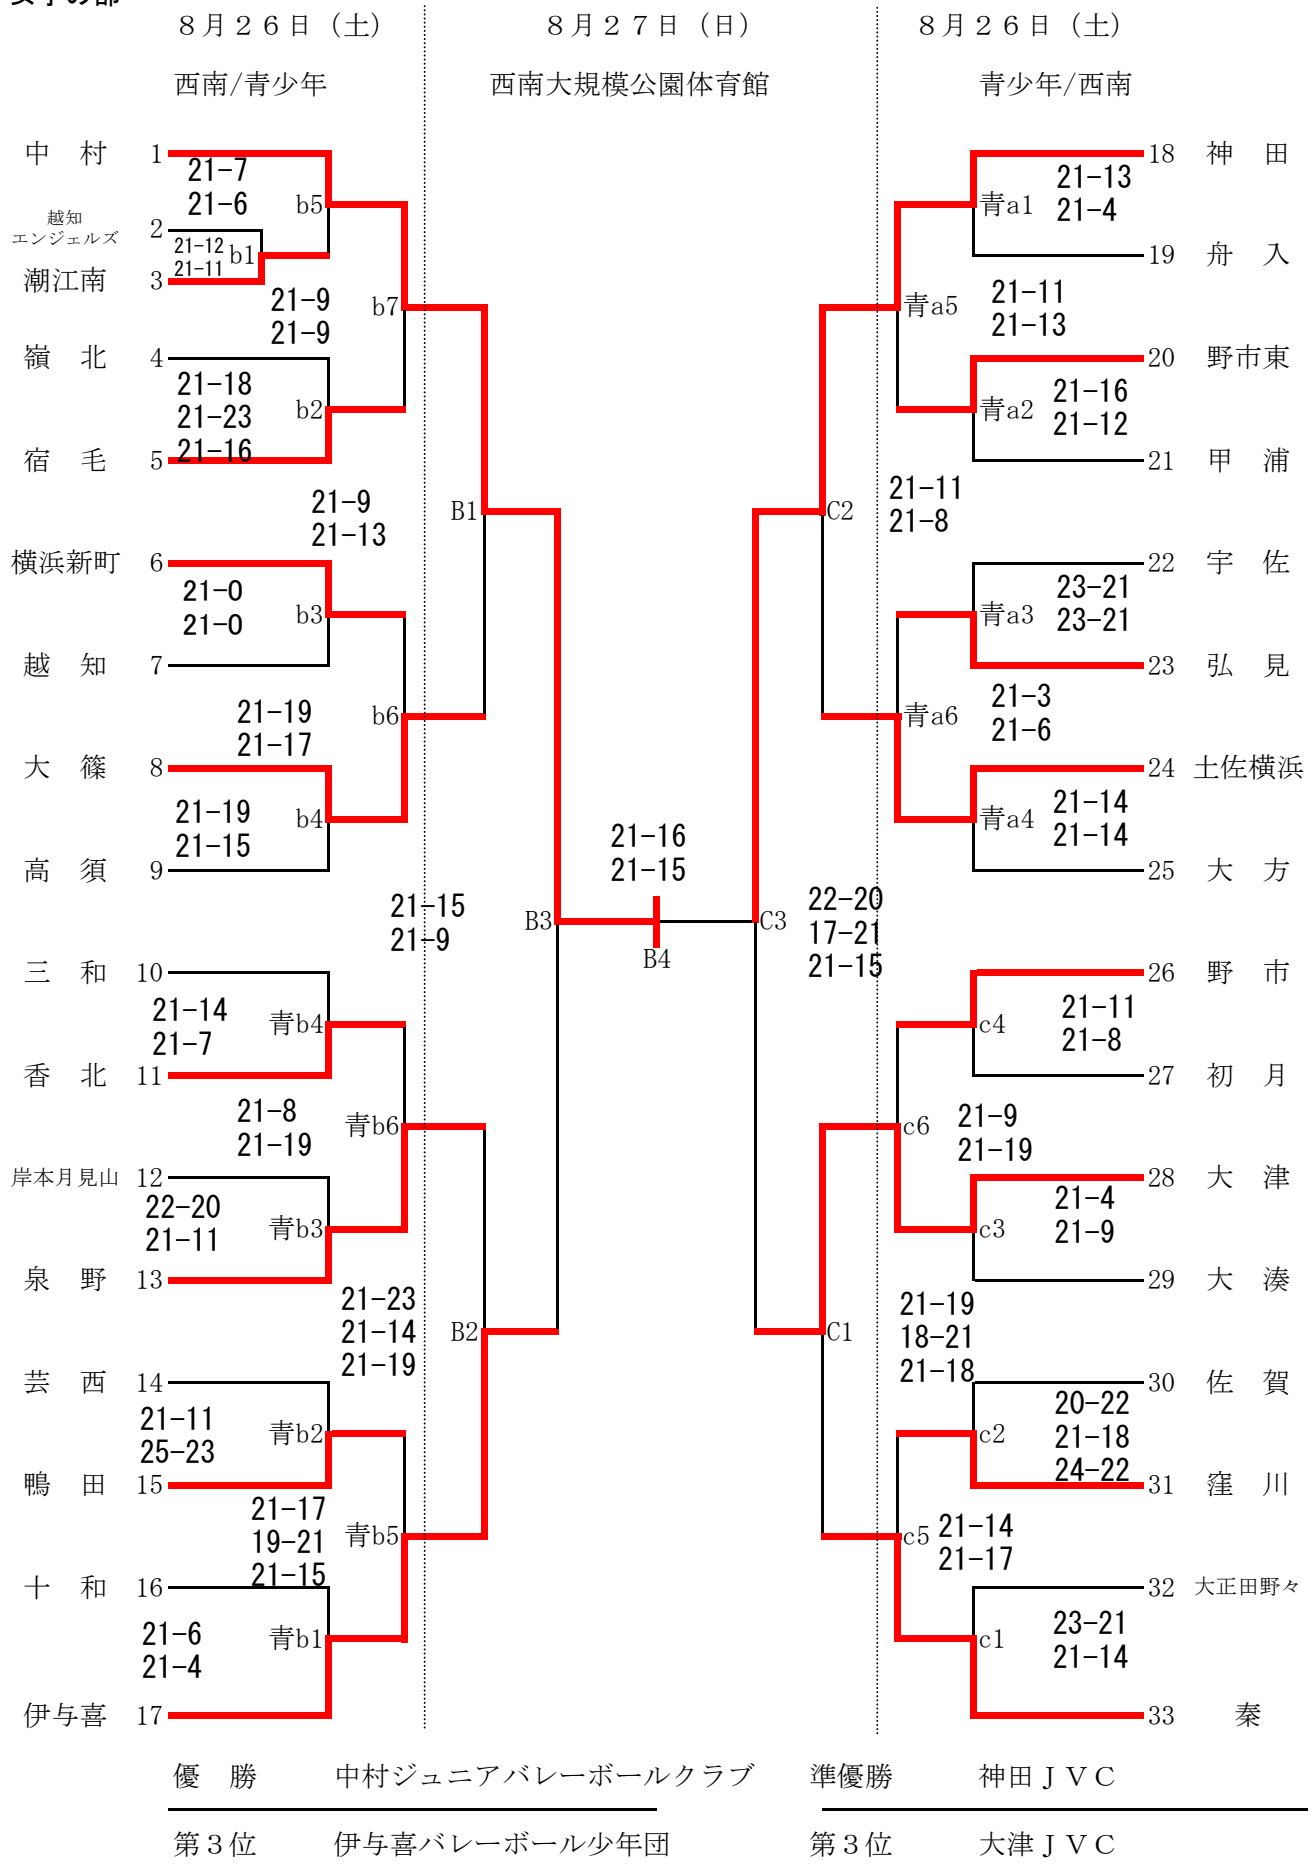 ８月２６日（土）
８月２７日（日）
８月２６日（土）
西南/青少年
西南大規模公園体育館
青少年/西南
中　村 1
21-7
21-6
b5
越知
エンジェルズ 2
21-12
21-11
b1
潮江南 3
21-9
21-9
b7
嶺　北 4
21-18
21-23
21-16
b2
宿　毛 5
21-9
21-13
B1
横浜新町 6
21-0
21-0
b3
越　知 7
21-19
21-17
b6
大　篠 8
21-19
21-15
b4
高　須 9
21-15
21-9
B3
三　和 10
21-14
21-7
青b4
香　北 11
21-8
21-19
青b6
岸本月見山 12
22-20
21-11
青b3
泉　野 13
21-23
21-14
21-19
B2
芸　西 14
21-11
25-23
青b2
鴨　田 15
21-17
19-21
21-15
青b5
十　和 16
21-6
21-4
青b1
伊与喜 17
21-16
21-15
B4
18 神　田
青a1
21-13
21-4
19 舟　入
青a5
21-11
21-13
20 野市東
青a2
21-16
21-12
21 甲　浦
C2
21-11
21-8
22 宇　佐
青a3
23-21
23-21
23 弘　見
青a6
21-3
21-6
24 土佐横浜
青a4
21-14
21-14
25 大　方
C3
22-20
17-21
21-15
26 野　市
c4
21-11
21-8
27 初　月
c6
21-9
21-19
28 大　津
c3
21-4
21-9
29 大　湊
C1
21-19
18-21
21-18
30 佐　賀
c2
20-22
21-18
24-22
31 窪　川
c5
21-14
21-17
32 大正田野々
c1
23-21
21-14
33 秦
優　勝　中村ジュニアバレーボールクラブ　準優勝　神田ＪＶＣ
第３位　伊与喜バレーボール少年団　第３位　大津ＪＶＣ